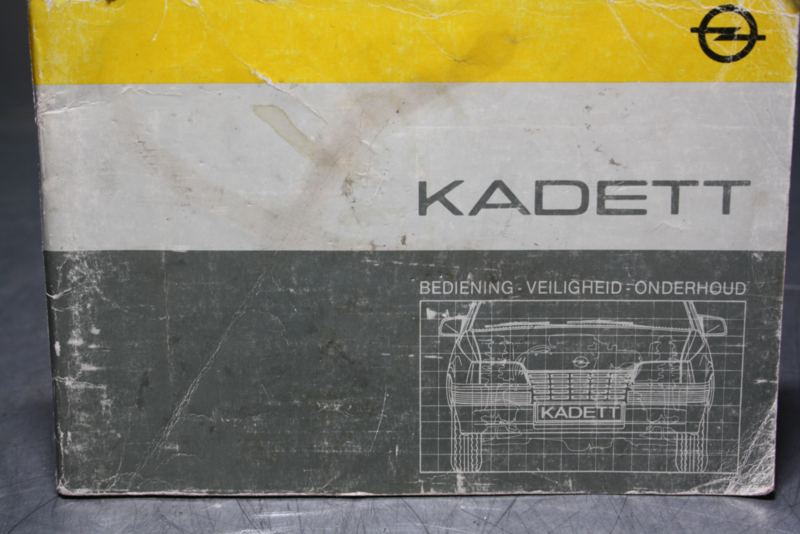 KADETT
BEDIENING - VEILIGHEID - ONDERHOUD
KADETT